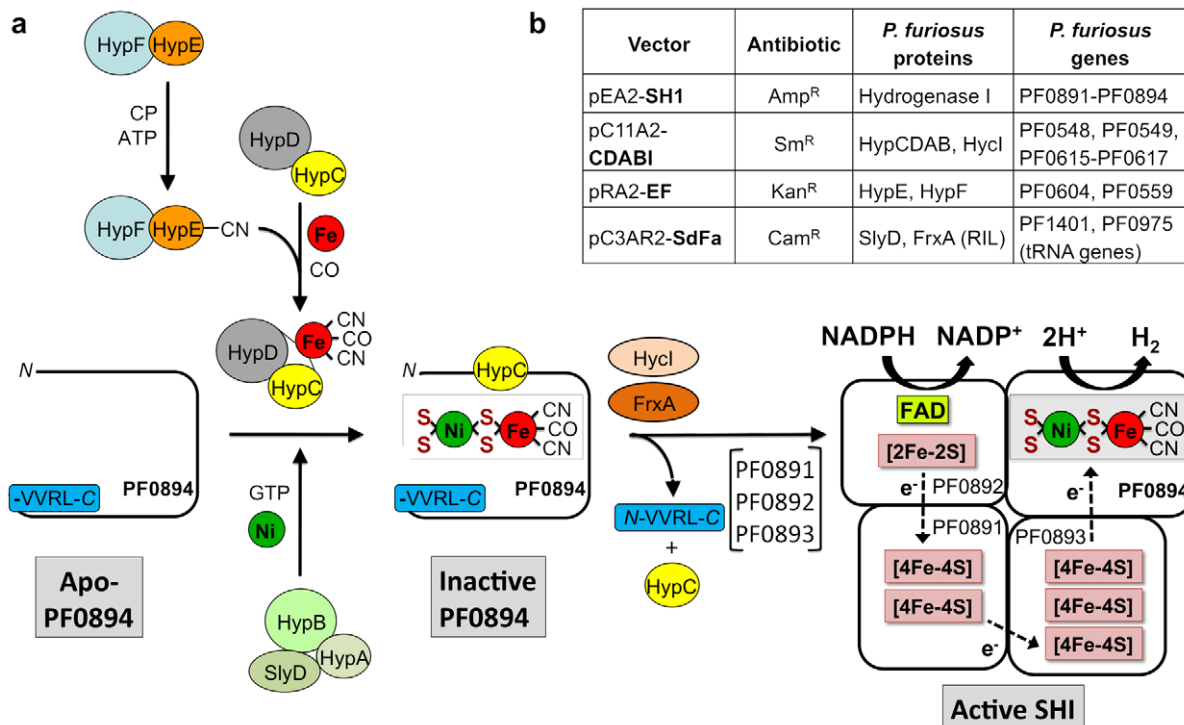 a
HypF HypE
CP
ATP
HypF HypE CN
HypD
HypC
Fe
CO
HypD
HypC
Fe
CN
CO
CN
N
-VVRL-C
PF0894
Apo-
PF0894
GTP
Ni
HypB
SlyD
HypA
N
HypC
S
S
Ni
S
S
Fe
CN
CO
CN
-VVRL-C
PF0894
Inactive
PF0894
HycI
FrxA
N-VVRL-C
+
HypC
PF0891
PF0892
PF0893
b
Vector Antibiotic P. furiosus proteins P. furiosus genes
pEA2-SH1 Amp^R Hydrogenase I PF0891-PF0894
pC11A2-CDABI Sm^R HypCDAB, HycI PF0548, PF0549, PF0615-PF0617
pRA2-EF Kan^R HypE, HypF PF0604, PF0559
pC3AR2-SdFa Cam^R SlyD, FrxA (RIL) PF1401, PF0975 (tRNA genes)
NADPH NADP+ 2H+ H2
FAD
[2Fe-2S]
e-
PF0892
S
S
Ni
S
S
Fe
CN
CO
CN
e-
PF0894
PF0891
[4Fe-4S]
[4Fe-4S]
e-
PF0893
[4Fe-4S]
[4Fe-4S]
[4Fe-4S]
Active SHI